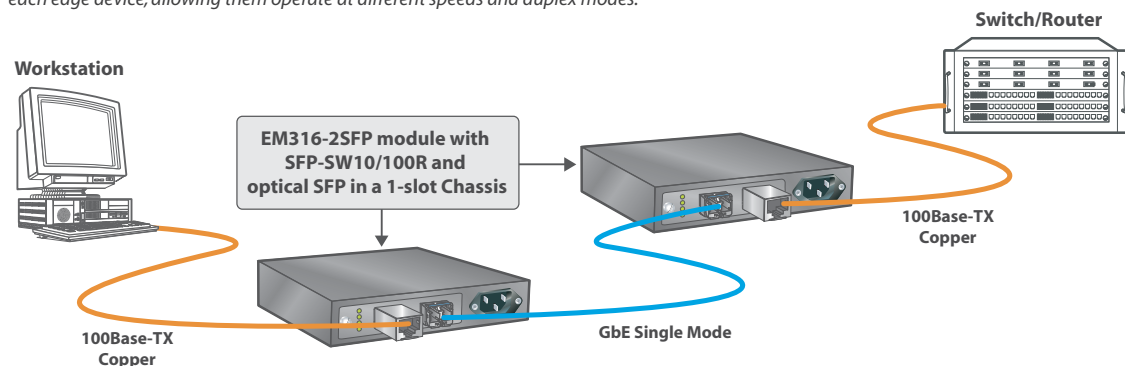 each edge device, allowing them operate at different speeds and duplex modes.
Switch/Router
Workstation
EM316-2SFP module with
SFP-SW10/100R and
optical SFP in a 1-slot Chassis
100Base-TX
Copper
GbE Single Mode
100Base-TX
Copper